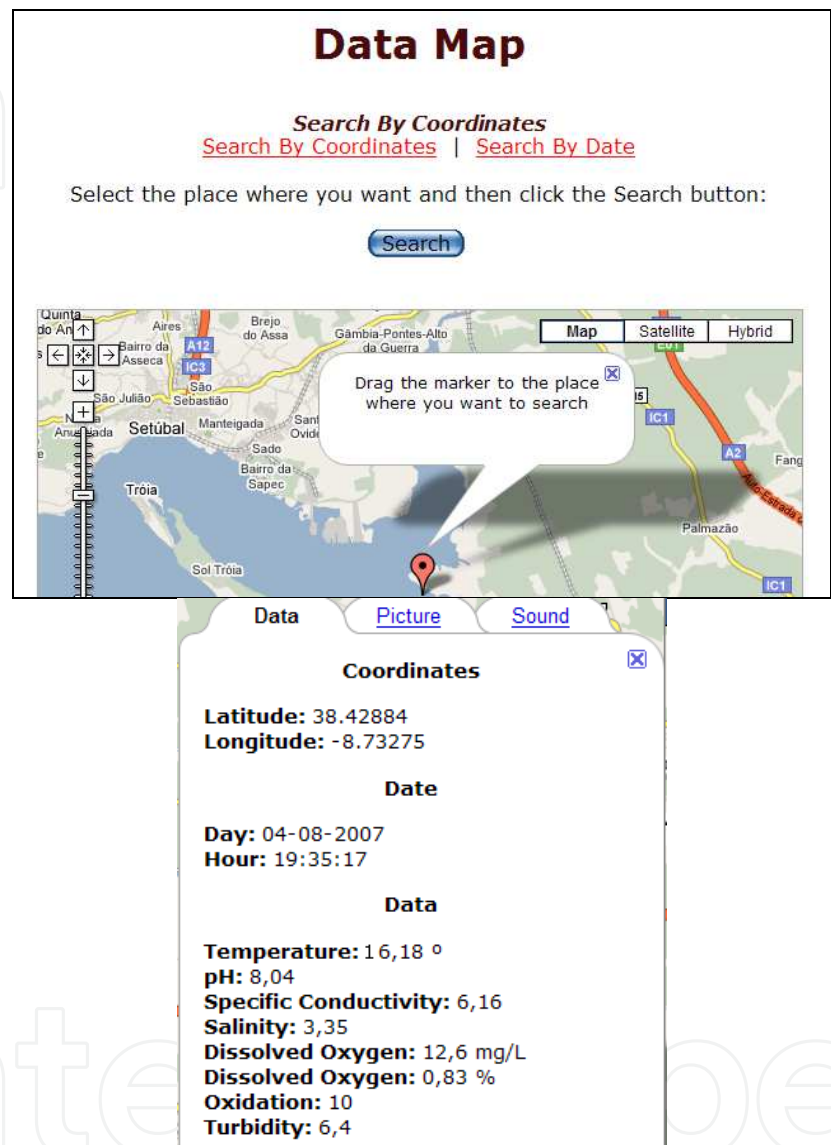 Data Map
Search By Coordinates
Search By Coordinates | Search By Date
Select the place where you want and then click the Search button:
Search
Quinta
do An
Aires
Brejo
do Assa
Gâmbia-Pontes-Alto
da Guerra
Map Satellite Hybrid
Bairro da
Asseca
A12
IC3
Drag the marker to the place
where you want to search
São Julião
São
Sebastião
IC1
Setúbal
Manteigada
Sado
A2
Fang
Bairro da
Sapec
Tróia
Auto-Estrada
Palmazão
Sol Tróia
IC1
Data Picture Sound
Coordinates
Latitude: 38.42884
Longitude: -8.73275
Date
Day: 04-08-2007
Hour: 19:35:17
Data
Temperature: 16,18 º
pH: 8,04
Specific Conductivity: 6,16
Salinity: 3,35
Dissolved Oxygen: 12,6 mg/L
Dissolved Oxygen: 0,83 %
Oxidation: 10
Turbidity: 6,4